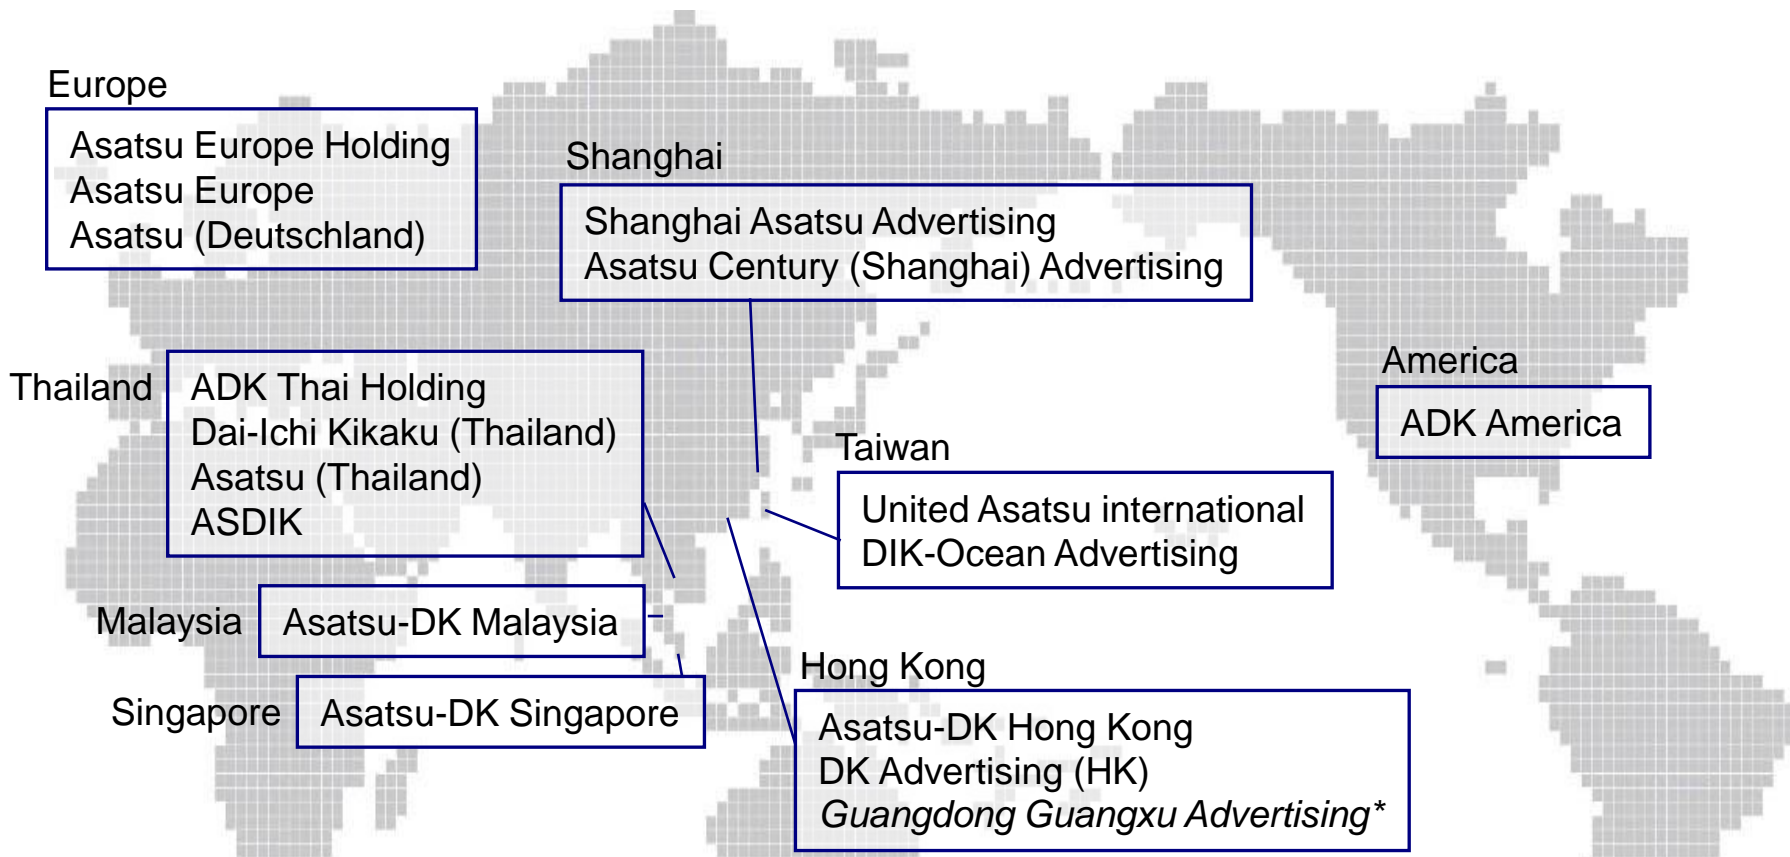 Europe
Asatsu Europe Holding
Asatsu Europe
Asatsu (Deutschland)
Shanghai
Shanghai Asatsu Advertising
Asatsu Century (Shanghai) Advertising
Thailand
ADK Thai Holding
Dai-Ichi Kikaku (Thailand)
Asatsu (Thailand)
ASDIK
America
ADK America
Taiwan
United Asatsu international
DIK-Ocean Advertising
Malaysia
Asatsu-DK Malaysia
Singapore
Asatsu-DK Singapore
Hong Kong
Asatsu-DK Hong Kong
DK Advertising (HK)
Guangdong Guangxu Advertising*